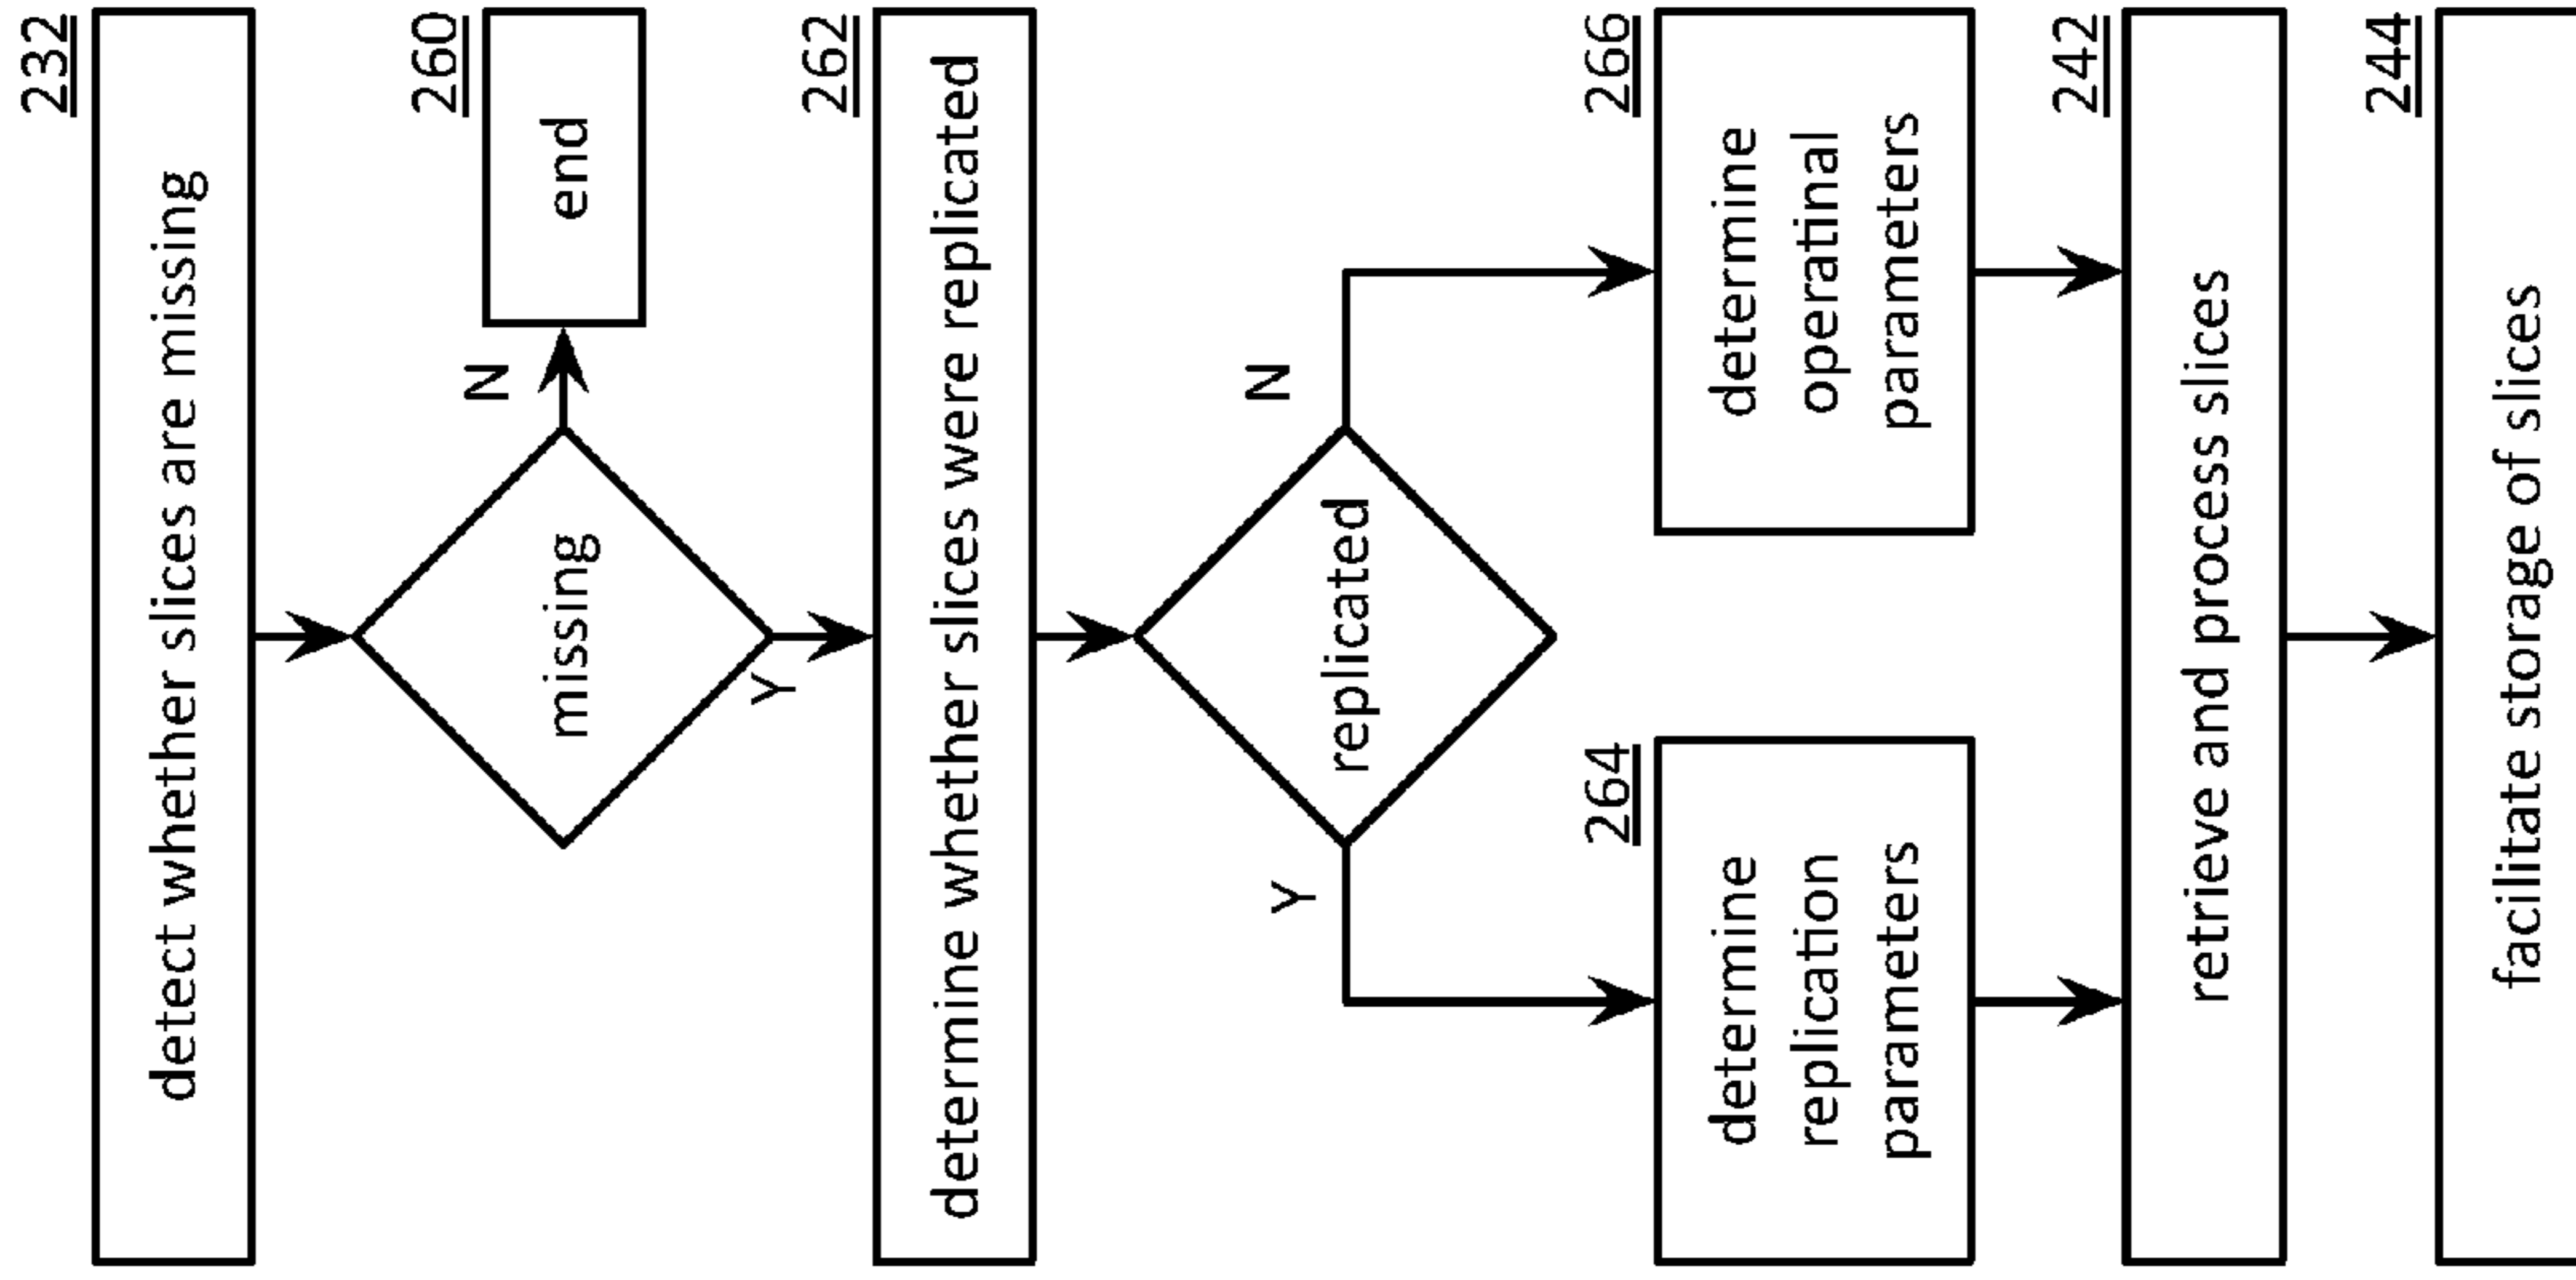 232
detect whether slices are missing
missing
N
260
end
Y
262
determine whether slices were replicated
replicated
Y
N
264
determine
replication
parameters
266
determine
operatinal
parameters
242
retrieve and process slices
244
facilitate storage of slices